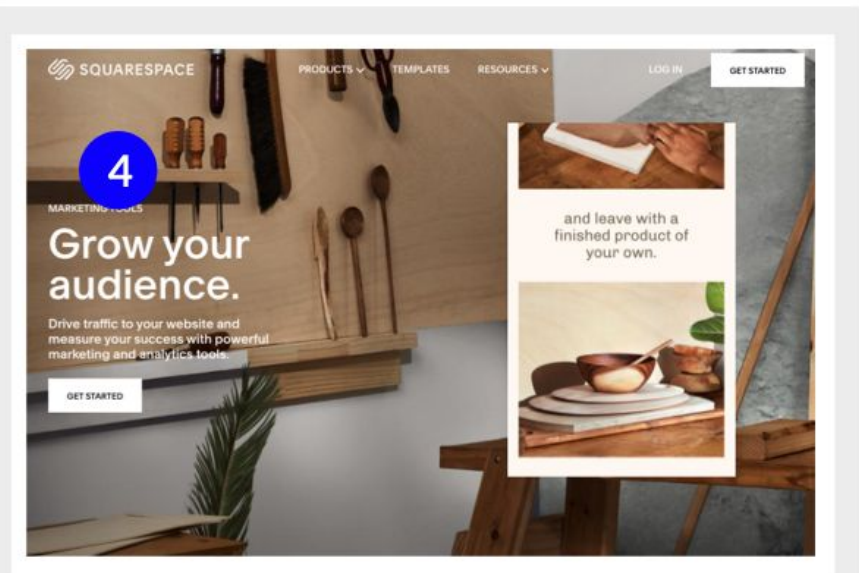 SQUARESPACE
PRODUCTS
TEMPLATES
RESOURCES
LOG IN
GET STARTED
4
MARKETING TOOLS
Grow your
audience.
Drive traffic to your website and
measure your success with powerful
marketing and analytics tools.
GET STARTED
and leave with a
finished product of
your own.